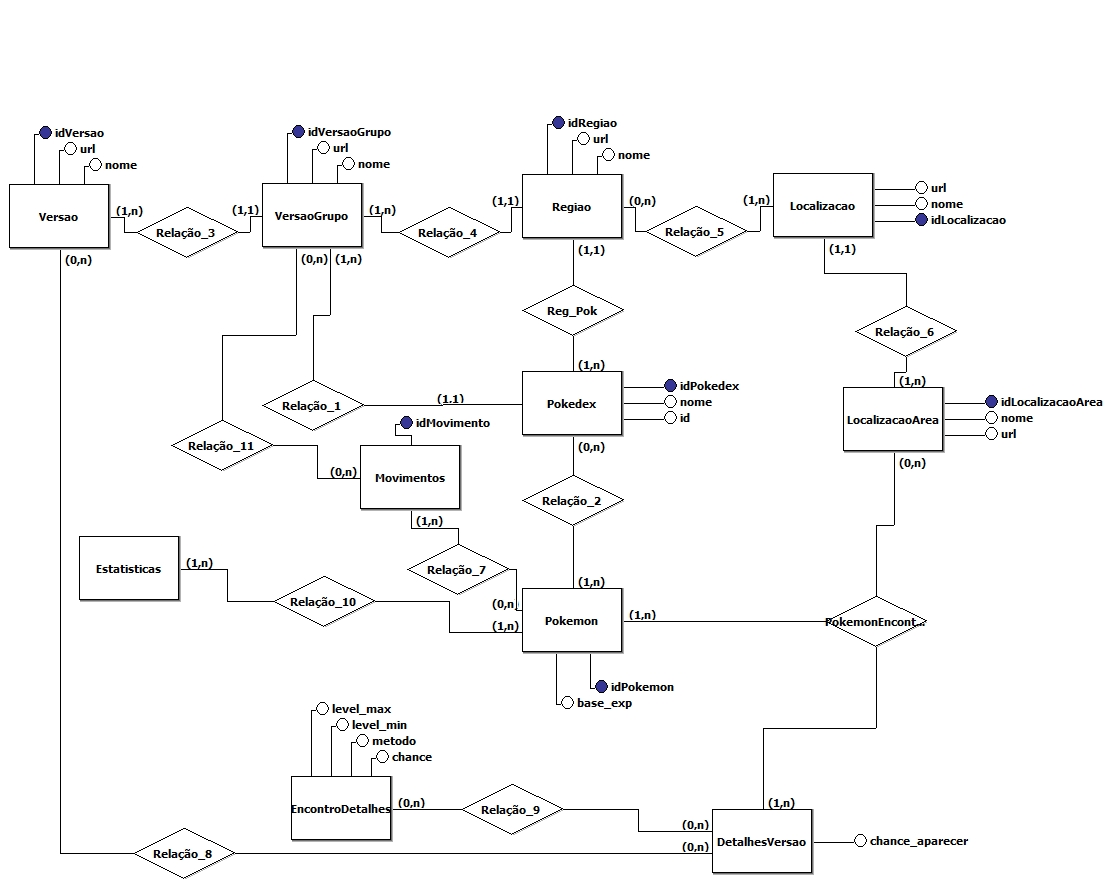 idVersao
url
nome
Versao
(1,n)
(0,n)
Relação_3
idVersaoGrupo
url
nome
(1,1)
VersaoGrupo
(1,n)
(0,n)
(1,n)
Relação_4
idRegiao
url
nome
(1,1)
Regiao
(0,n)
(1,1)
Relação_5
(1,n)
Localizacao
url
nome
idLocalizacao
(1,1)
Reg_Pok
Relação_6
(1,n)
(1,n)
Relação_1
(1,1)
Pokedex
idPokedex
nome
id
(0,n)
LocalizacaoArea
idLocalizacaoArea
nome
url
(0,n)
Relação_11
(0,n)
idMovimento
Movimentos
(1,n)
Relação_2
Estatisticas
(1,n)
Relação_10
Relação_7
(0,n)
(1,n)
(1,n)
Pokemon
(1,n)
PokemonEncont...
idPokemon
base_exp
level_max
level_min
metodo
chance
EncontroDetalhes
(0,n)
Relação_9
(1,n)
(0,n)
(0,n)
DetalhesVersao
chance_aparecer
Relação_8